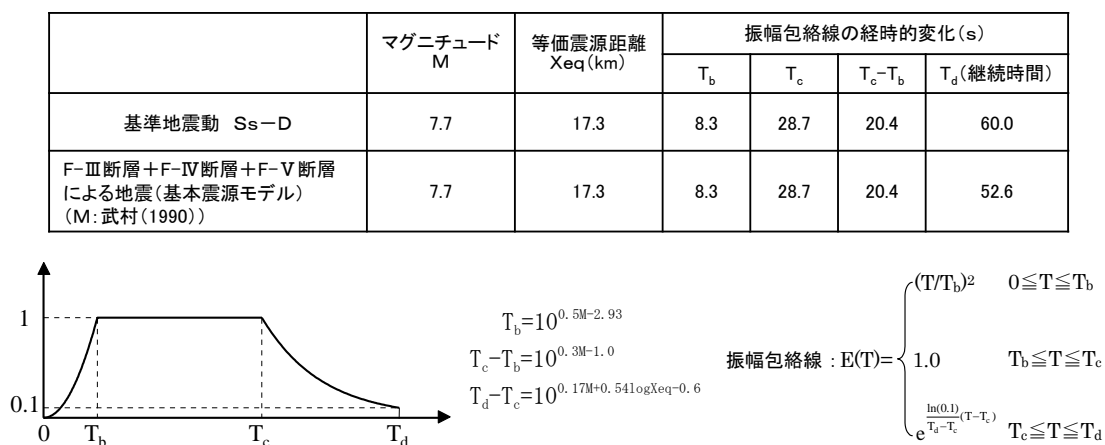 マグニチュード
M
等価震源距離
Xeq(km)
振幅包絡線の経時的変化(s)
Tb Tc Tc-Tb Td(継続時間)
基準地震動 Ss-D 7.7 17.3 8.3 28.7 20.4 60.0
F-Ⅲ断層+F-Ⅳ断層+F-Ⅴ断層
による地震(基本震源モデル)
(M:武村(1990))
7.7 17.3 8.3 28.7 20.4 52.6
1
0.1
0 Tb Tc Td
Tb=10^0.5M-2.93
Tc-Tb=10^0.3M-1.0
Td-Tc=10^0.17M+0.54logXeq-0.6
振幅包絡線:E(T)=
(T/Tb)2 0≦T≦Tb
1.0 Tb≦T≦Tc
e^ln(0.1)/Td-Tc(T-Tc) Tc≦T≦Td